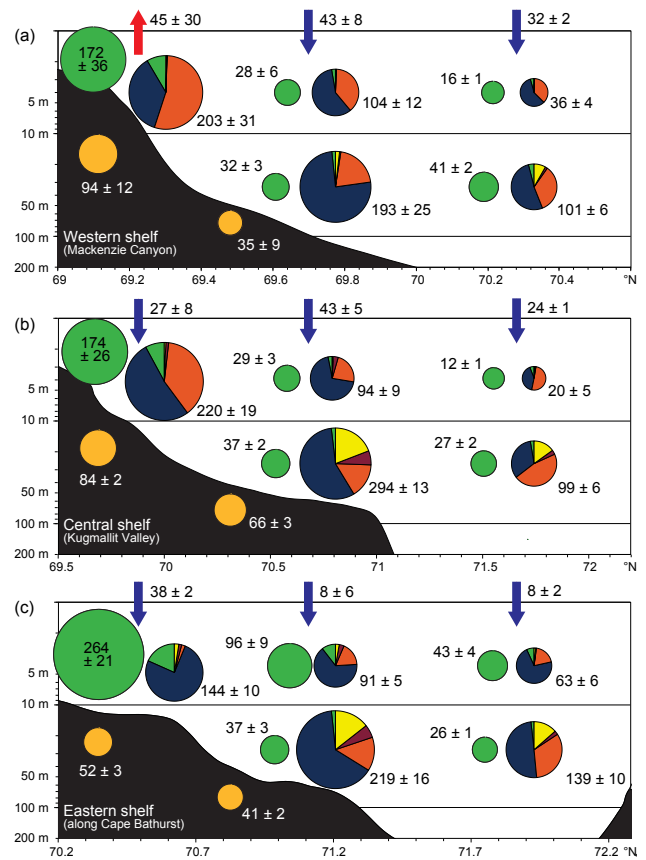 45 ± 30 43 ± 8 32 ± 2
(a)
172
± 36
28 ± 6 16 ± 1
5 m 203 ± 31 104 ± 12 36 ± 4
10 m
32 ± 3 41 ± 2
94 ± 12
50 m 193 ± 25 101 ± 6
35 ± 9
100 m
Western shelf
(Mackenzie Canyon)
200 m
69 69.2 69.4 69.6 69.8 70 70.2 70.4 °N
27 ± 8 43 ± 5 24 ± 1
(b)
174
± 26
29 ± 3 12 ± 1
5 m 220 ± 19 94 ± 9 20 ± 5
10 m
37 ± 2 27 ± 2
84 ± 2
50 m 294 ± 13 99 ± 6
66 ± 3
100 m
Central shelf
(Kugmallit Valley)
200 m
69.5 70 70.5 71 71.5 72 °N
38 ± 2 8 ± 6 8 ± 2
(c)
264
± 21
96 ± 9 43 ± 4
5 m 144 ± 10 91 ± 5 63 ± 6
10 m
37 ± 3 26 ± 1
52 ± 3
50 m 219 ± 16 139 ± 10
41 ± 2
100 m
Eastern shelf
(along Cape Bathurst)
200 m
70.2 70.7 71.2 71.7 72.2 °N